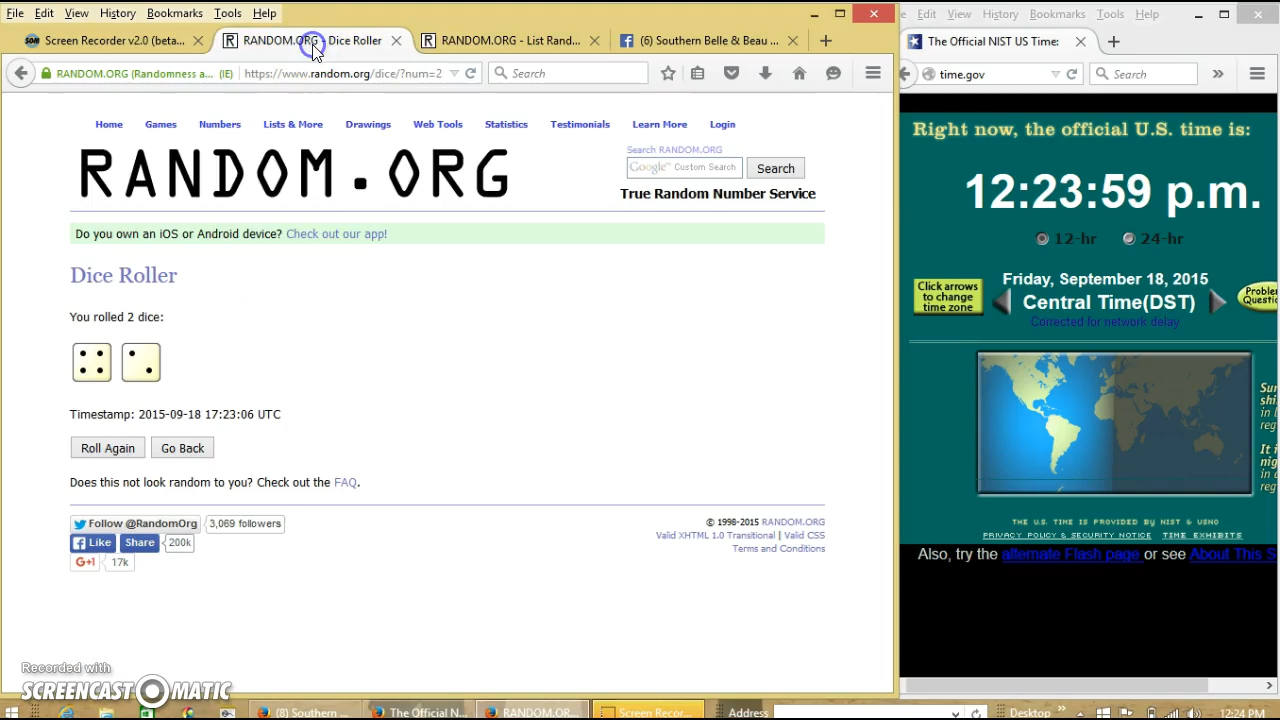 File Edit View History Bookmarks Tools Help
Screen Recorder v2.0 (beta...
RANDOM.ORG - Dice Roller
RANDOM.ORG - List Rand...
(6) Southern Belle & Beau ...
RANDOM.ORG (Randomness a... (IE) https://www.random.org/dice/?num=2
Search
Home Games Numbers Lists & More Drawings Web Tools Statistics Testimonials Learn More Login
RANDOM.ORG
Search RANDOM.ORG
Google™ Custom Search Search
True Random Number Service
Do you own an iOS or Android device? Check out our app!
Dice Roller
You rolled 2 dice:
Timestamp: 2015-09-18 17:23:06 UTC
Roll Again Go Back
Does this not look random to you? Check out the FAQ.
Follow @RandomOrg 3,069 followers
Like Share 200k
G+1 17k
© 1998-2015 RANDOM.ORG
Valid XHTML 1.0 Transitional | Valid CSS
Terms and Conditions
Recorded with
SCREENCAST-O-MATIC
Edit View History Bookmarks Tools Help
The Official NIST US Time:
time.gov
Search
Right now, the official U.S. time is:
12:23:59 p.m.
12-hr 24-hr
Click arrows
to change
time zone
Friday, September 18, 2015
Central Time(DST)
Corrected for network delay
THE U.S. TIME IS PROVIDED BY NIST & USNO
PRIVACY POLICY & SECURITY NOTICE TIME EXHIBITS
Also, try the alternate Flash page or see About This S
(8) Southern ...
The Official N...
RANDOM.OR...
Screen Recor...
Address
Desktop
12:24 PM